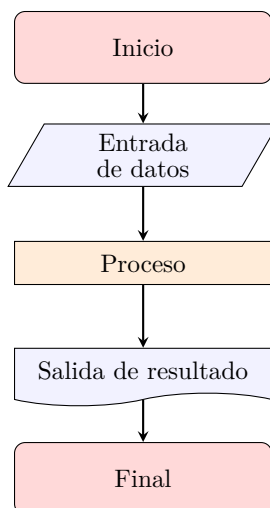 Inicio
Entrada
de datos
Proceso
Salida de resultado
Final